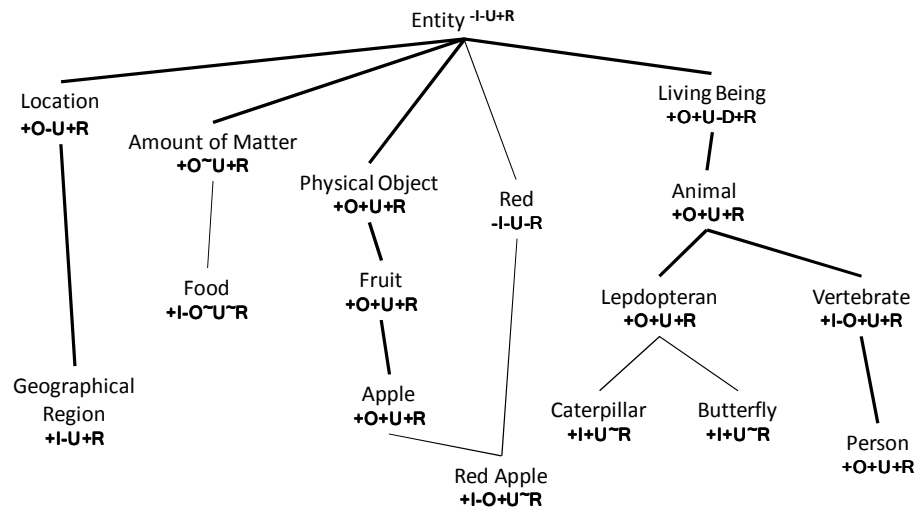 Entity -I-U+R
Location
+O-U+R
Amount of Matter
+O~U+R
Physical Object
+O+U+R
Red
-I-U-R
Living Being
+O+U-D+R
Animal
+O+U+R
Food
+I-O~U~R
Fruit
+O+U+R
Lepdopteran
+O+U+R
Vertebrate
+I-O+U+R
Geographical
Region
+I-U+R
Apple
+O+U+R
Caterpillar
+I+U~R
Butterfly
+I+U~R
Person
+O+U+R
Red Apple
+I-O+U~R